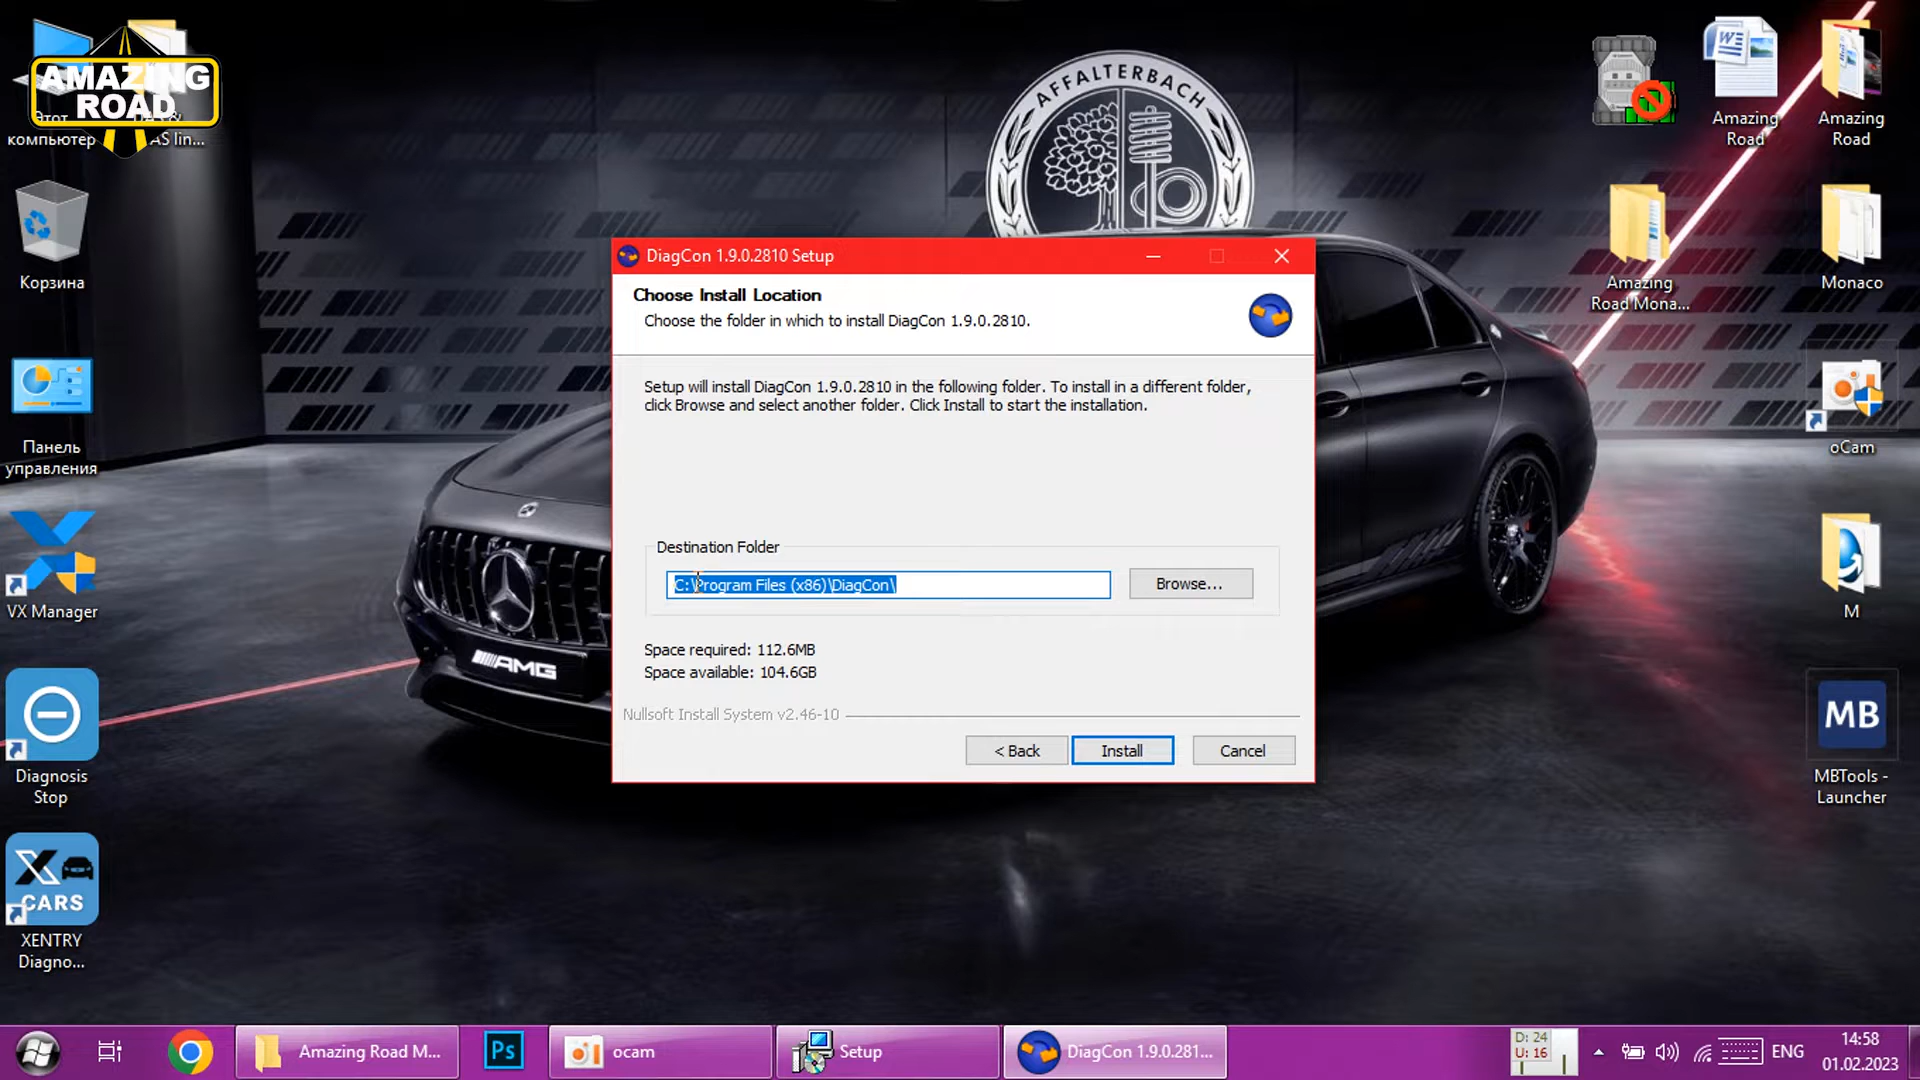 AMAZING
ROAD
Этот
компьютер
AS lin...
Корзина
Панель
управления
VX Manager
Diagnosis
Stop
X
CARS
XENTRY
Diagno...
AFFALTERBACH
AMG
DiagCon 1.9.0.2810 Setup
Choose Install Location
Choose the folder in which to install DiagCon 1.9.0.2810.
Setup will install DiagCon 1.9.0.2810 in the following folder. To install in a different folder,
click Browse and select another folder. Click Install to start the installation.
Destination Folder
C:\Program Files (x86)\DiagCon\
Browse...
Space required: 112.6MB
Space available: 104.6GB
Nullsoft Install System v2.46-10
< Back
Install
Cancel
Amazing
Road
Amazing
Road
Amazing
Road Mona...
Monaco
oCam
M
MB
MBTools -
Launcher
Amazing Road M...
Ps
ocam
Setup
DiagCon 1.9.0.281...
D: 24
U: 16
ENG
14:58
01.02.2023